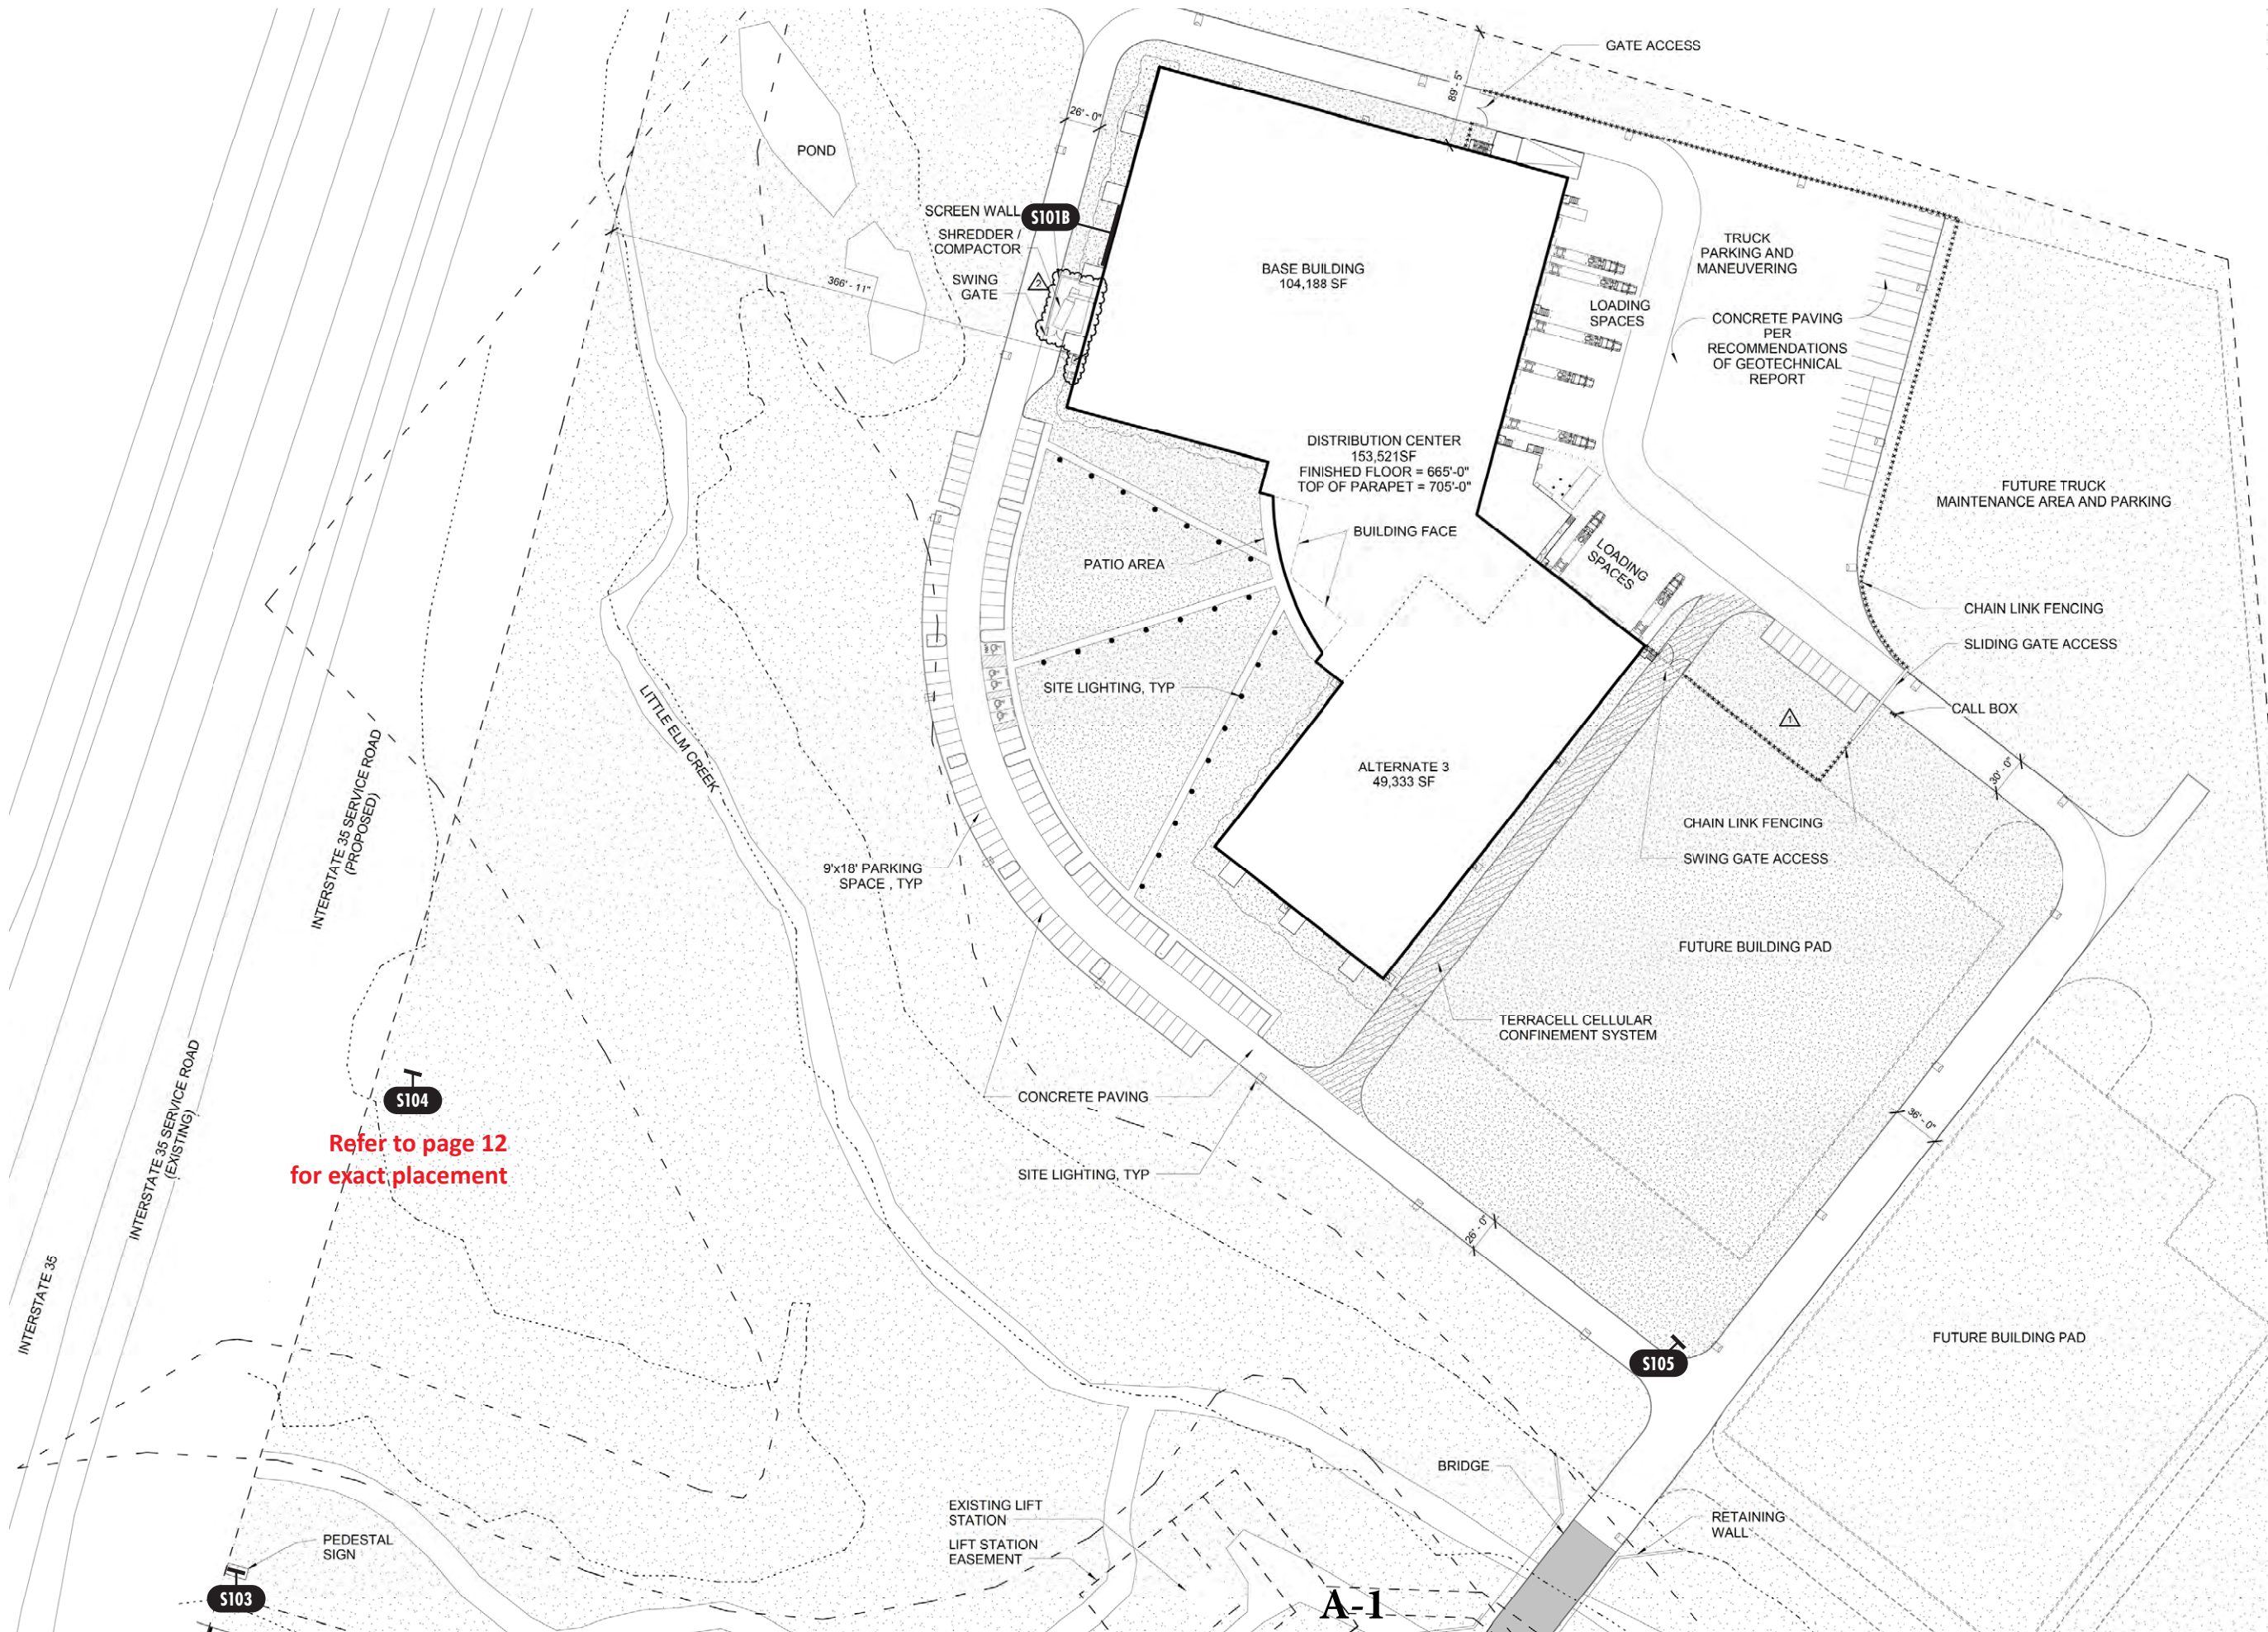 GATE ACCESS
89' - 5"
26' - 0"
POND
SCREEN WALL
S101B
SHREDDER /
COMPACTOR
SWING
GATE
2
366' - 11"
BASE BUILDING
104,188 SF
TRUCK
PARKING AND
MANEUVERING
LOADING
SPACES
CONCRETE PAVING
PER
RECOMMENDATIONS
OF GEOTECHNICAL
REPORT
DISTRIBUTION CENTER
153,521SF
FINISHED FLOOR = 665'-0"
TOP OF PARAPET = 705'-0"
FUTURE TRUCK
MAINTENANCE AREA AND PARKING
BUILDING FACE
PATIO AREA
LOADING
SPACES
CHAIN LINK FENCING
SLIDING GATE ACCESS
SITE LIGHTING, TYP
LITTLE ELM CREEK
CALL BOX
1
30' - 0"
INTERSTATE 35 SERVICE ROAD
(PROPOSED)
ALTERNATE 3
49,333 SF
CHAIN LINK FENCING
SWING GATE ACCESS
9'x18' PARKING
SPACE , TYP
FUTURE BUILDING PAD
TERRACELL CELLULAR
CONFINEMENT SYSTEM
INTERSTATE 35 SERVICE ROAD
(EXISTING)
S104
Refer to page 12
for exact placement
CONCRETE PAVING
36' - 0"
SITE LIGHTING, TYP
26' - 0"
INTERSTATE 35
S105
FUTURE BUILDING PAD
BRIDGE
EXISTING LIFT
STATION
LIFT STATION
EASEMENT
RETAINING
WALL
PEDESTAL
SIGN
S103
A-1